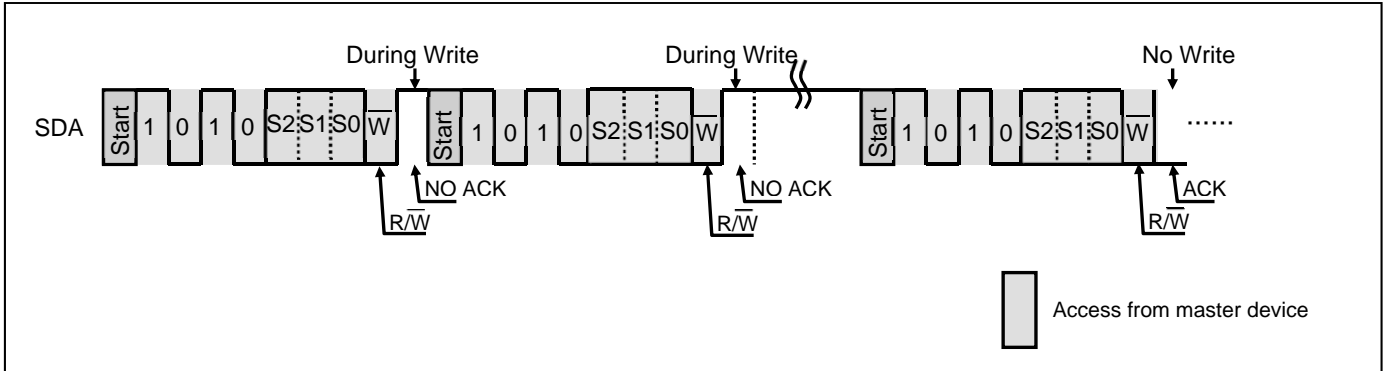 During Write During Write No Write
SDA Start 1 0 1 0 S2 S1 S0 W̅ Start 1 0 1 0 S2 S1 S0 W̅ Start 1 0 1 0 S2 S1 S0 W̅ ……
NO ACK NO ACK ACK
R/W̅ R/W̅ R/W̅
Access from master device